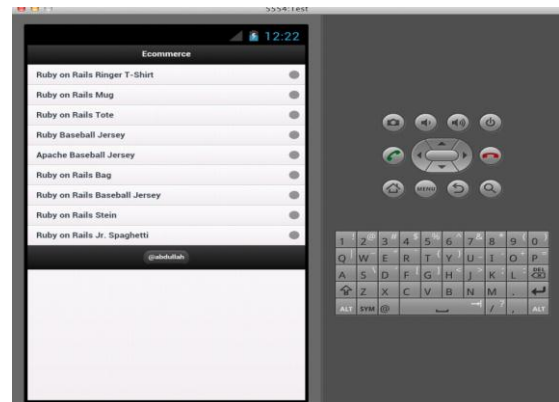 5554:Test
12:22
Ecommerce
Ruby on Rails Ringer T-Shirt
Ruby on Rails Mug
Ruby on Rails Tote
Ruby Baseball Jersey
Apache Baseball Jersey
Ruby on Rails Bag
Ruby on Rails Baseball Jersey
Ruby on Rails Stein
Ruby on Rails Jr. Spaghetti
@abdullah
MENU
1 2 3 4 5 6 7 8 9 0
Q W E R T Y U I O P
A S D F G H J K L DEL
Z X C V B N M .
ALT SYM @ / ? , ALT